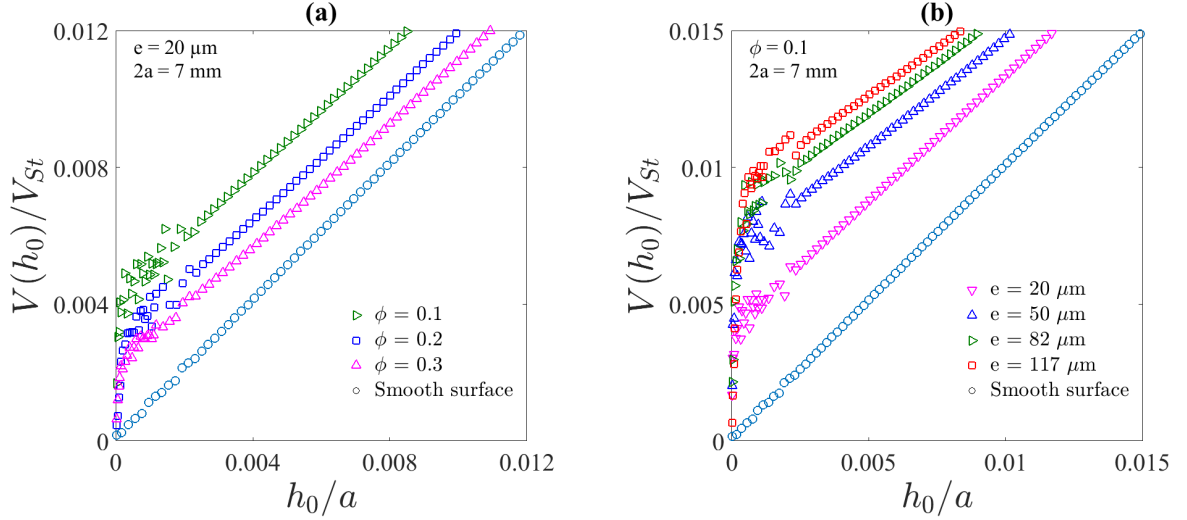 (a)
0.012
e = 20 μm
2a = 7 mm
0.008
V(h₀)/V_St
0.004
ϕ = 0.1
ϕ = 0.2
ϕ = 0.3
Smooth surface
0
0 0.004 0.008 0.012
h₀/a
(b)
0.015
ϕ = 0.1
2a = 7 mm
0.01
V(h₀)/V_St
0.005
e = 20 μm
e = 50 μm
e = 82 μm
e = 117 μm
Smooth surface
0
0 0.005 0.01 0.015
h₀/a